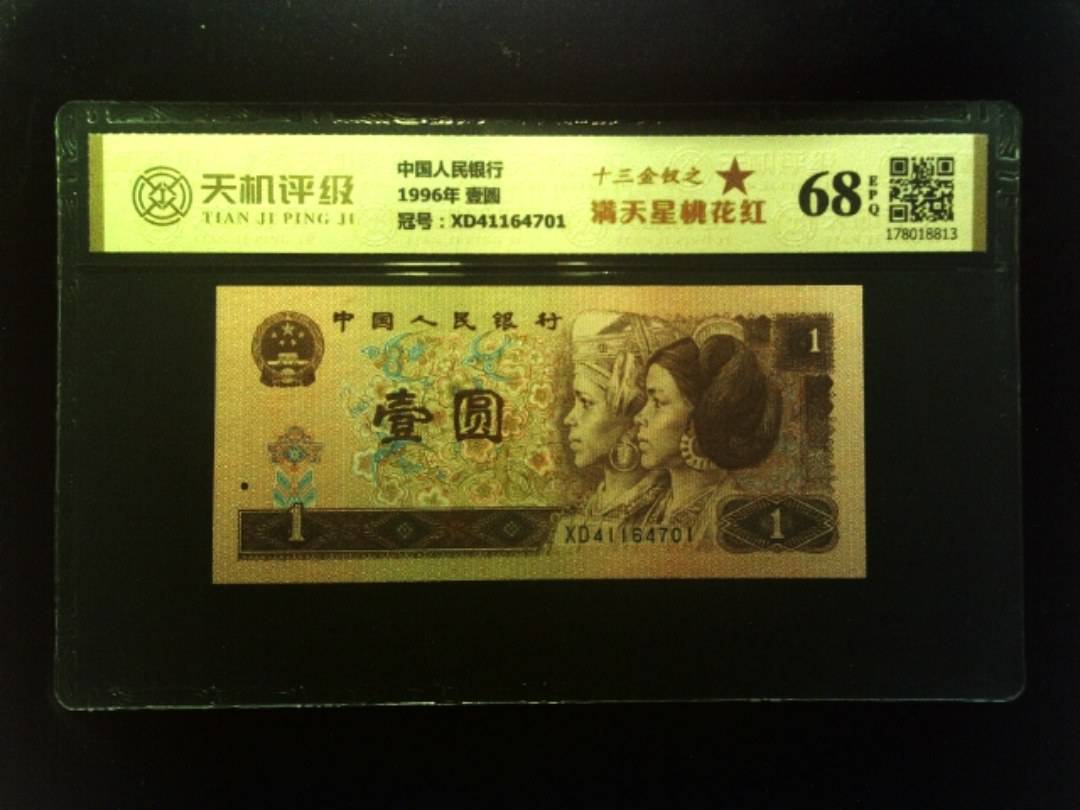 天机评级
TIAN JI PING JI
中国人民银行
1996年 壹圆
冠号：XD41164701
十三金钗之
满天星桃花红
68
EPQ
178018813
中国人民银行
壹圆
1
1
XD41164701
1